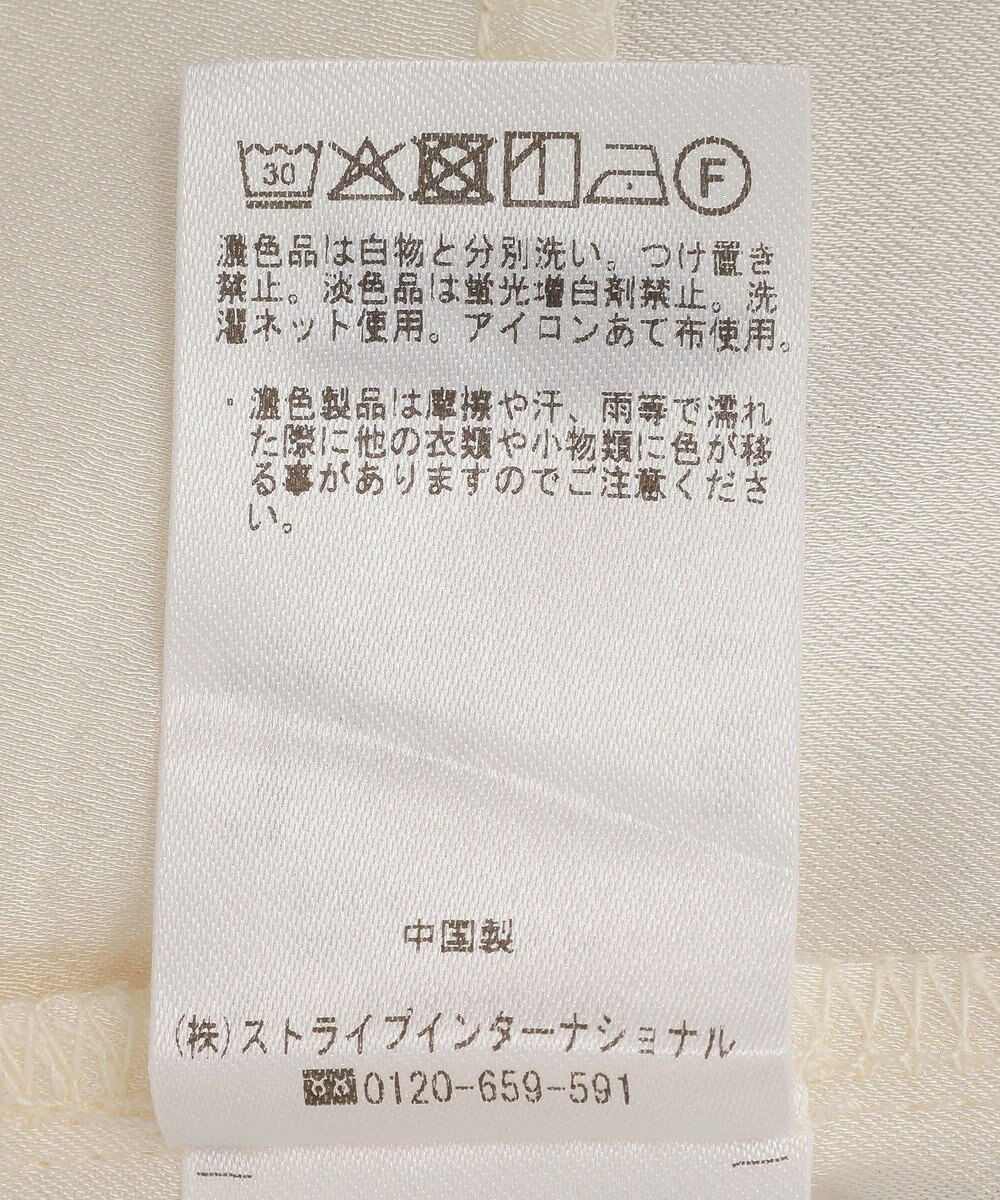 30
F
濃色品は白物と分別洗い。つけ置き
禁止。淡色品は蛍光増白剤禁止。洗
濯ネット使用。アイロンあて布使用。
・濃色製品は摩擦や汗、雨等で濡れ
た際に他の衣類や小物類に色が移
る事がありますのでご注意くださ
い。
中国製
(株)ストライプインターナショナル
0120-659-591